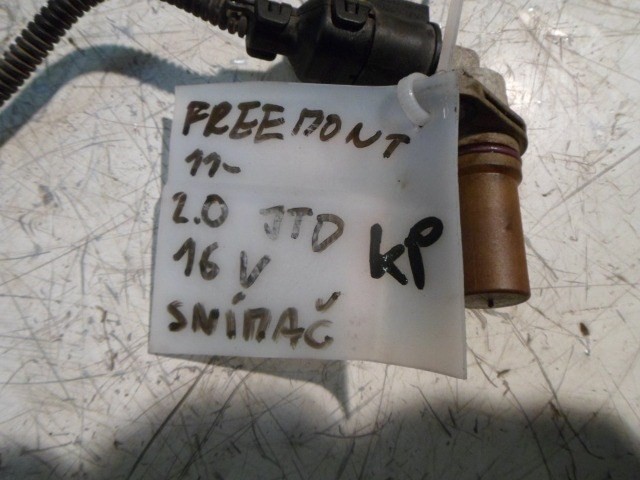 FREEMONT
11-
2.0 JTD
16 V KP
SNÍMAČ